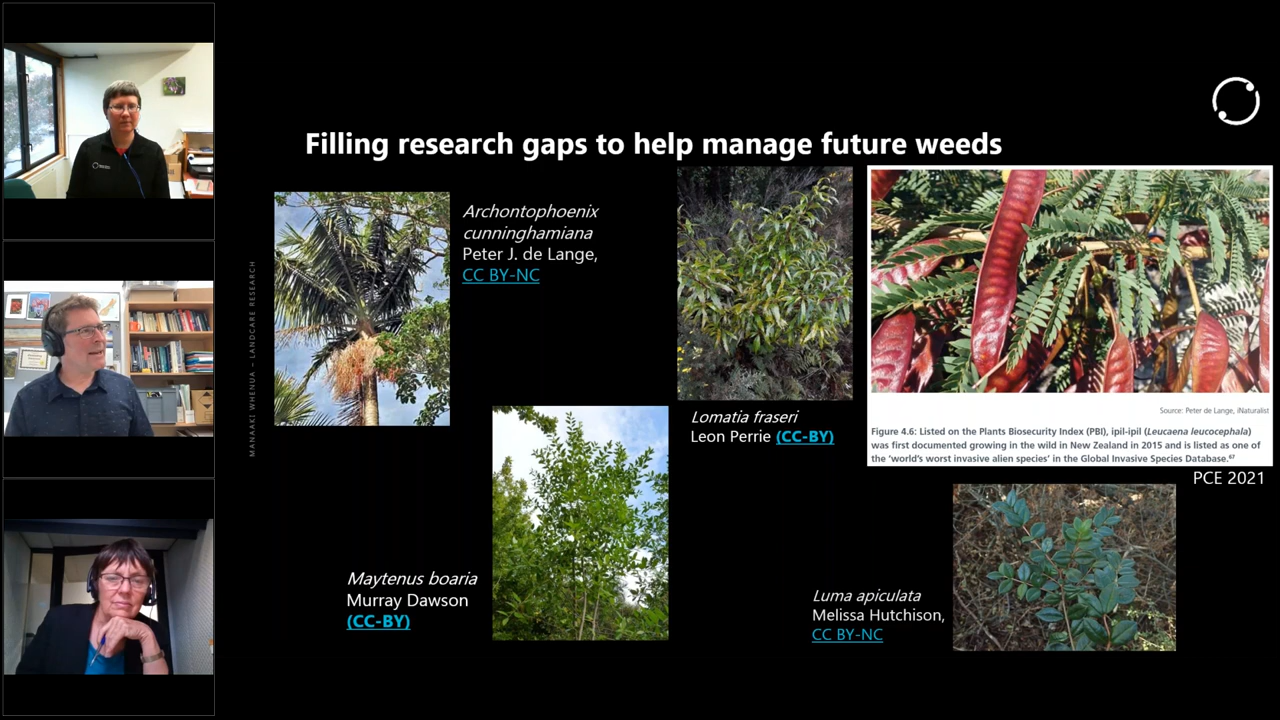 Filling research gaps to help manage future weeds
MANAAKI WHENUA – LANDCARE RESEARCH
Archontophoenix
cunninghamiana
Peter J. de Lange,
CC BY-NC
Lomatia fraseri
Leon Perrie (CC-BY)
Source: Peter de Lange, iNaturalist
Figure 4.6: Listed on the Plants Biosecurity Index (PBI), ipil-ipil (Leucaena leucocephala)
was first documented growing in the wild in New Zealand in 2015 and is listed as one of
the ‘world’s worst invasive alien species’ in the Global Invasive Species Database.67
PCE 2021
Maytenus boaria
Murray Dawson
(CC-BY)
Luma apiculata
Melissa Hutchison,
CC BY-NC